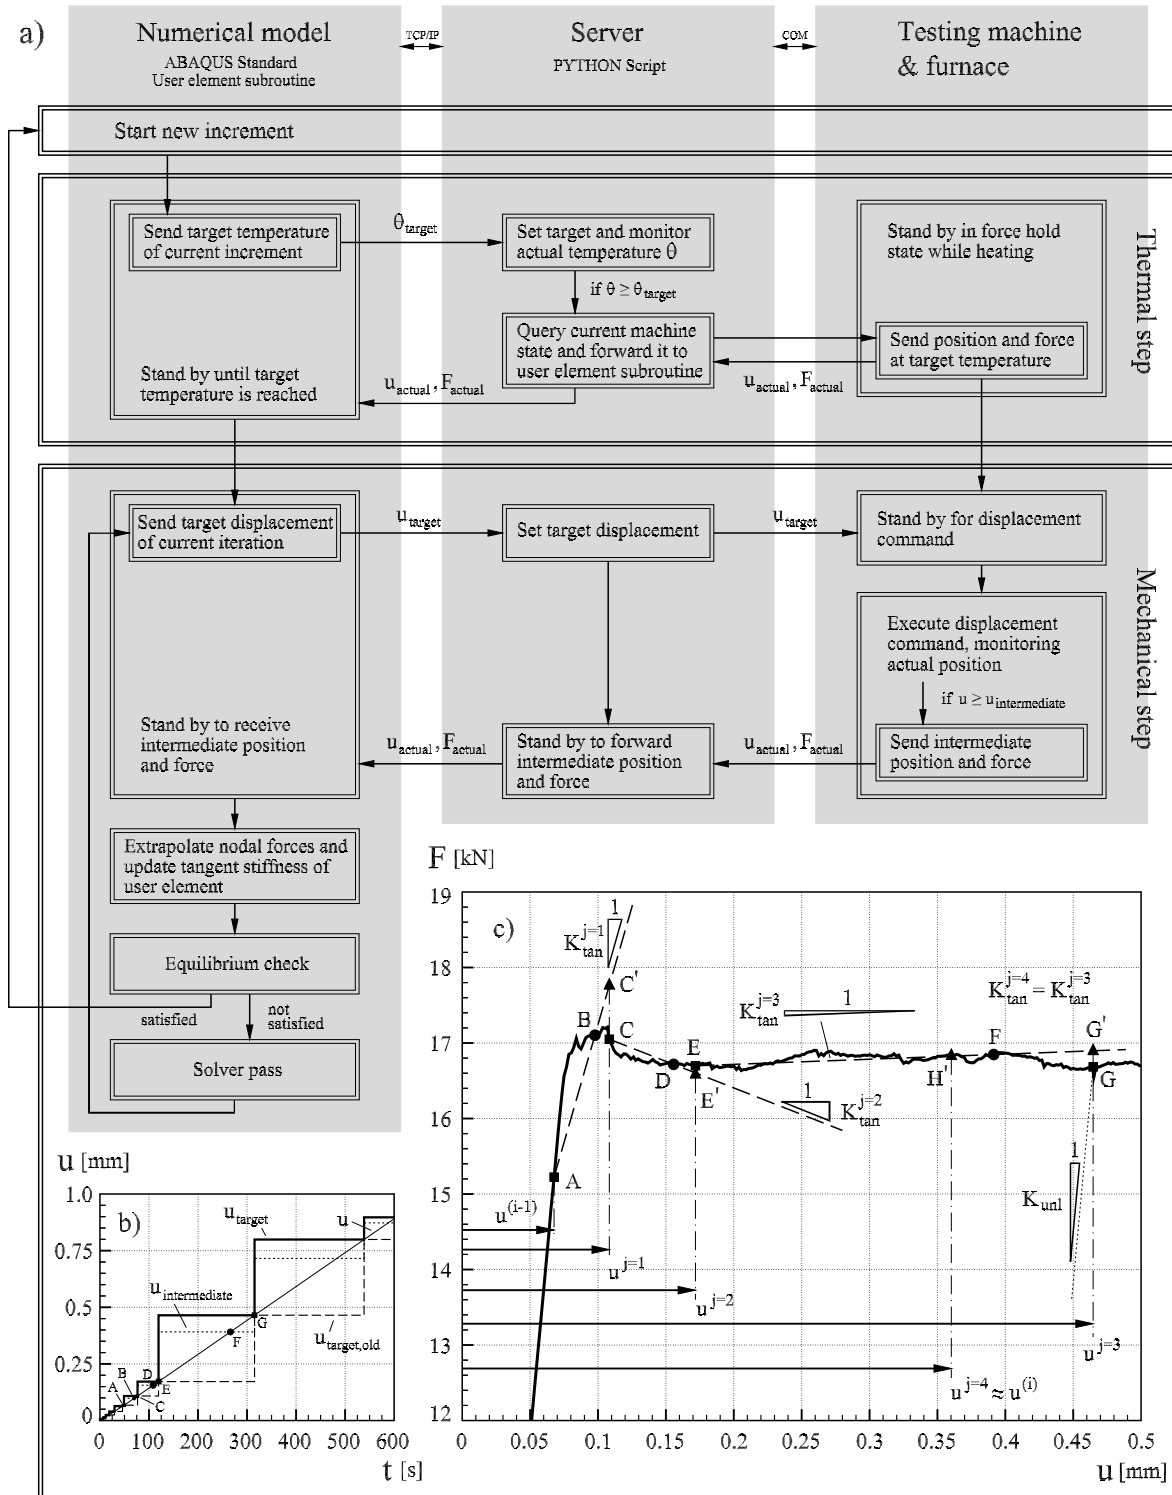 a)
Numerical model
ABAQUS Standard
User element subroutine
TCP/IP
Server
PYTHON Script
COM
Testing machine
& furnace
Start new increment
Thermal step
Send target temperature
of current increment
θtarget
Set target and monitor
actual temperature θ
if θ ≥ θtarget
Stand by in force hold
state while heating
Query current machine
state and forward it to
user element subroutine
Send position and force
at target temperature
uactual, Factual
uactual, Factual
Stand by until target
temperature is reached
Mechanical step
Send target displacement
of current iteration
utarget
Set target displacement
utarget
Stand by for displacement
command
Execute displacement
command, monitoring
actual position
if u ≥ uintermediate
Stand by to receive
intermediate position
and force
uactual, Factual
Stand by to forward
intermediate position
and force
uactual, Factual
Send intermediate
position and force
Extrapolate nodal forces and
update tangent stiffness of
user element
Equilibrium check
satisfied
not
satisfied
Solver pass
u [mm]
b)
1.0
0.75
0.5
0.25
0
utarget
u
uintermediate
utarget,old
A
B
C
D
E
F
G
0
100
200
300
400
500
600
t [s]
F [kN]
c)
19
18
17
16
15
14
13
12
1
Ktan j=1
C'
B
C
Ktan j=3
1
Ktan j=4 = Ktan j=3
D
E
E'
H'
F
G'
G
1
Ktan j=2
A
Kunl
1
u(i-1)
uj=1
uj=2
uj=3
uj=4 ≈ u(i)
0
0.05
0.1
0.15
0.2
0.25
0.3
0.35
0.4
0.45
0.5
u [mm]